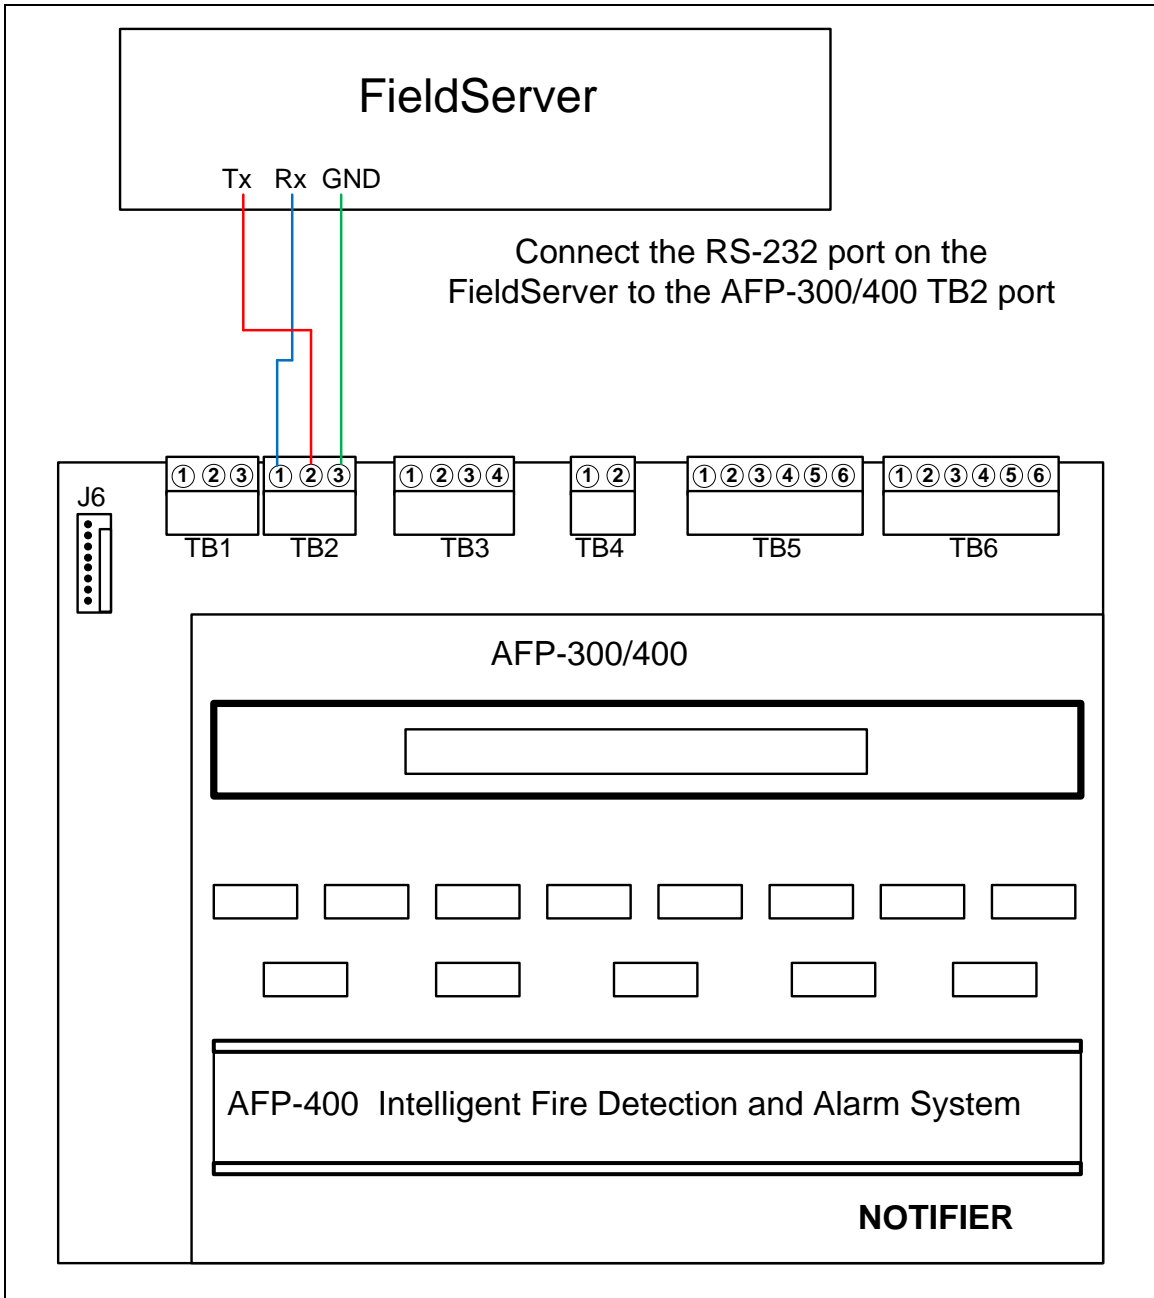 FieldServer
Tx Rx GND
Connect the RS-232 port on the
FieldServer to the AFP-300/400 TB2 port
1 2 3 1 2 3 1 2 3 4 1 2 1 2 3 4 5 6 1 2 3 4 5 6
J6
TB1 TB2 TB3 TB4 TB5 TB6
AFP-300/400
AFP-400 Intelligent Fire Detection and Alarm System
NOTIFIER